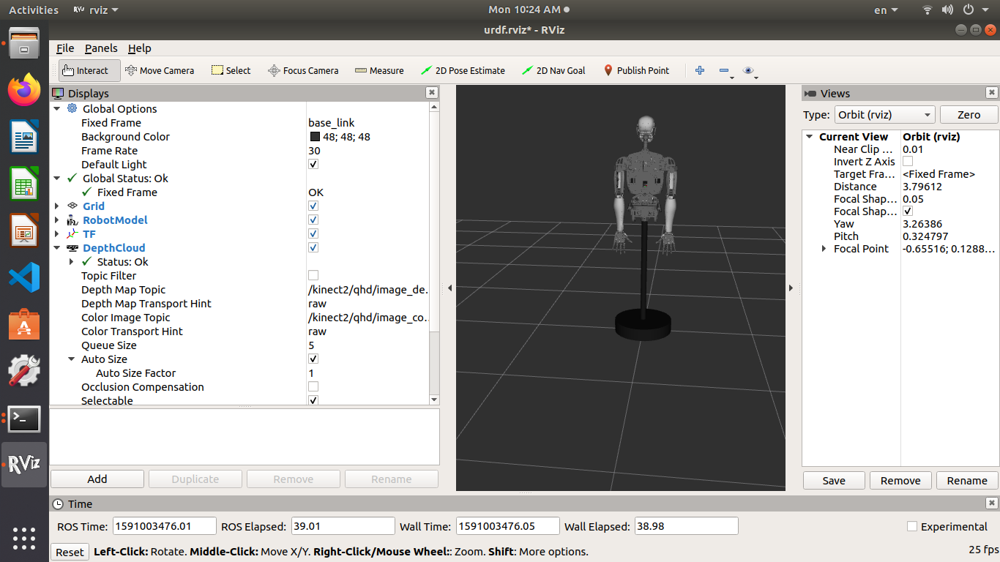 Activities rviz Mon 10:24 AM en
urdf.rviz* - RViz
File Panels Help
Interact Move Camera Select Focus Camera Measure 2D Pose Estimate 2D Nav Goal Publish Point
Displays
Global Options
Fixed Frame base_link
Background Color 48; 48; 48
Frame Rate 30
Default Light
Global Status: Ok
Fixed Frame OK
Grid
RobotModel
TF
DepthCloud
Status: Ok
Topic Filter
Depth Map Topic /kinect2/qhd/image_de...
Depth Map Transport Hint raw
Color Image Topic /kinect2/qhd/image_co...
Color Transport Hint raw
Queue Size 5
Auto Size
Auto Size Factor 1
Occlusion Compensation
Selectable
Add Duplicate Remove Rename
Views
Type: Orbit (rviz) Zero
Current View Orbit (rviz)
Near Clip ... 0.01
Invert Z Axis
Target Fra... <Fixed Frame>
Distance 3.79612
Focal Shap... 0.05
Focal Shap...
Yaw 3.26386
Pitch 0.324797
Focal Point -0.65516; 0.1288...
Save Remove Rename
RViz
Time
ROS Time: 1591003476.01 ROS Elapsed: 39.01 Wall Time: 1591003476.05 Wall Elapsed: 38.98 Experimental
Reset Left-Click: Rotate. Middle-Click: Move X/Y. Right-Click/Mouse Wheel:: Zoom. Shift: More options. 25 fps